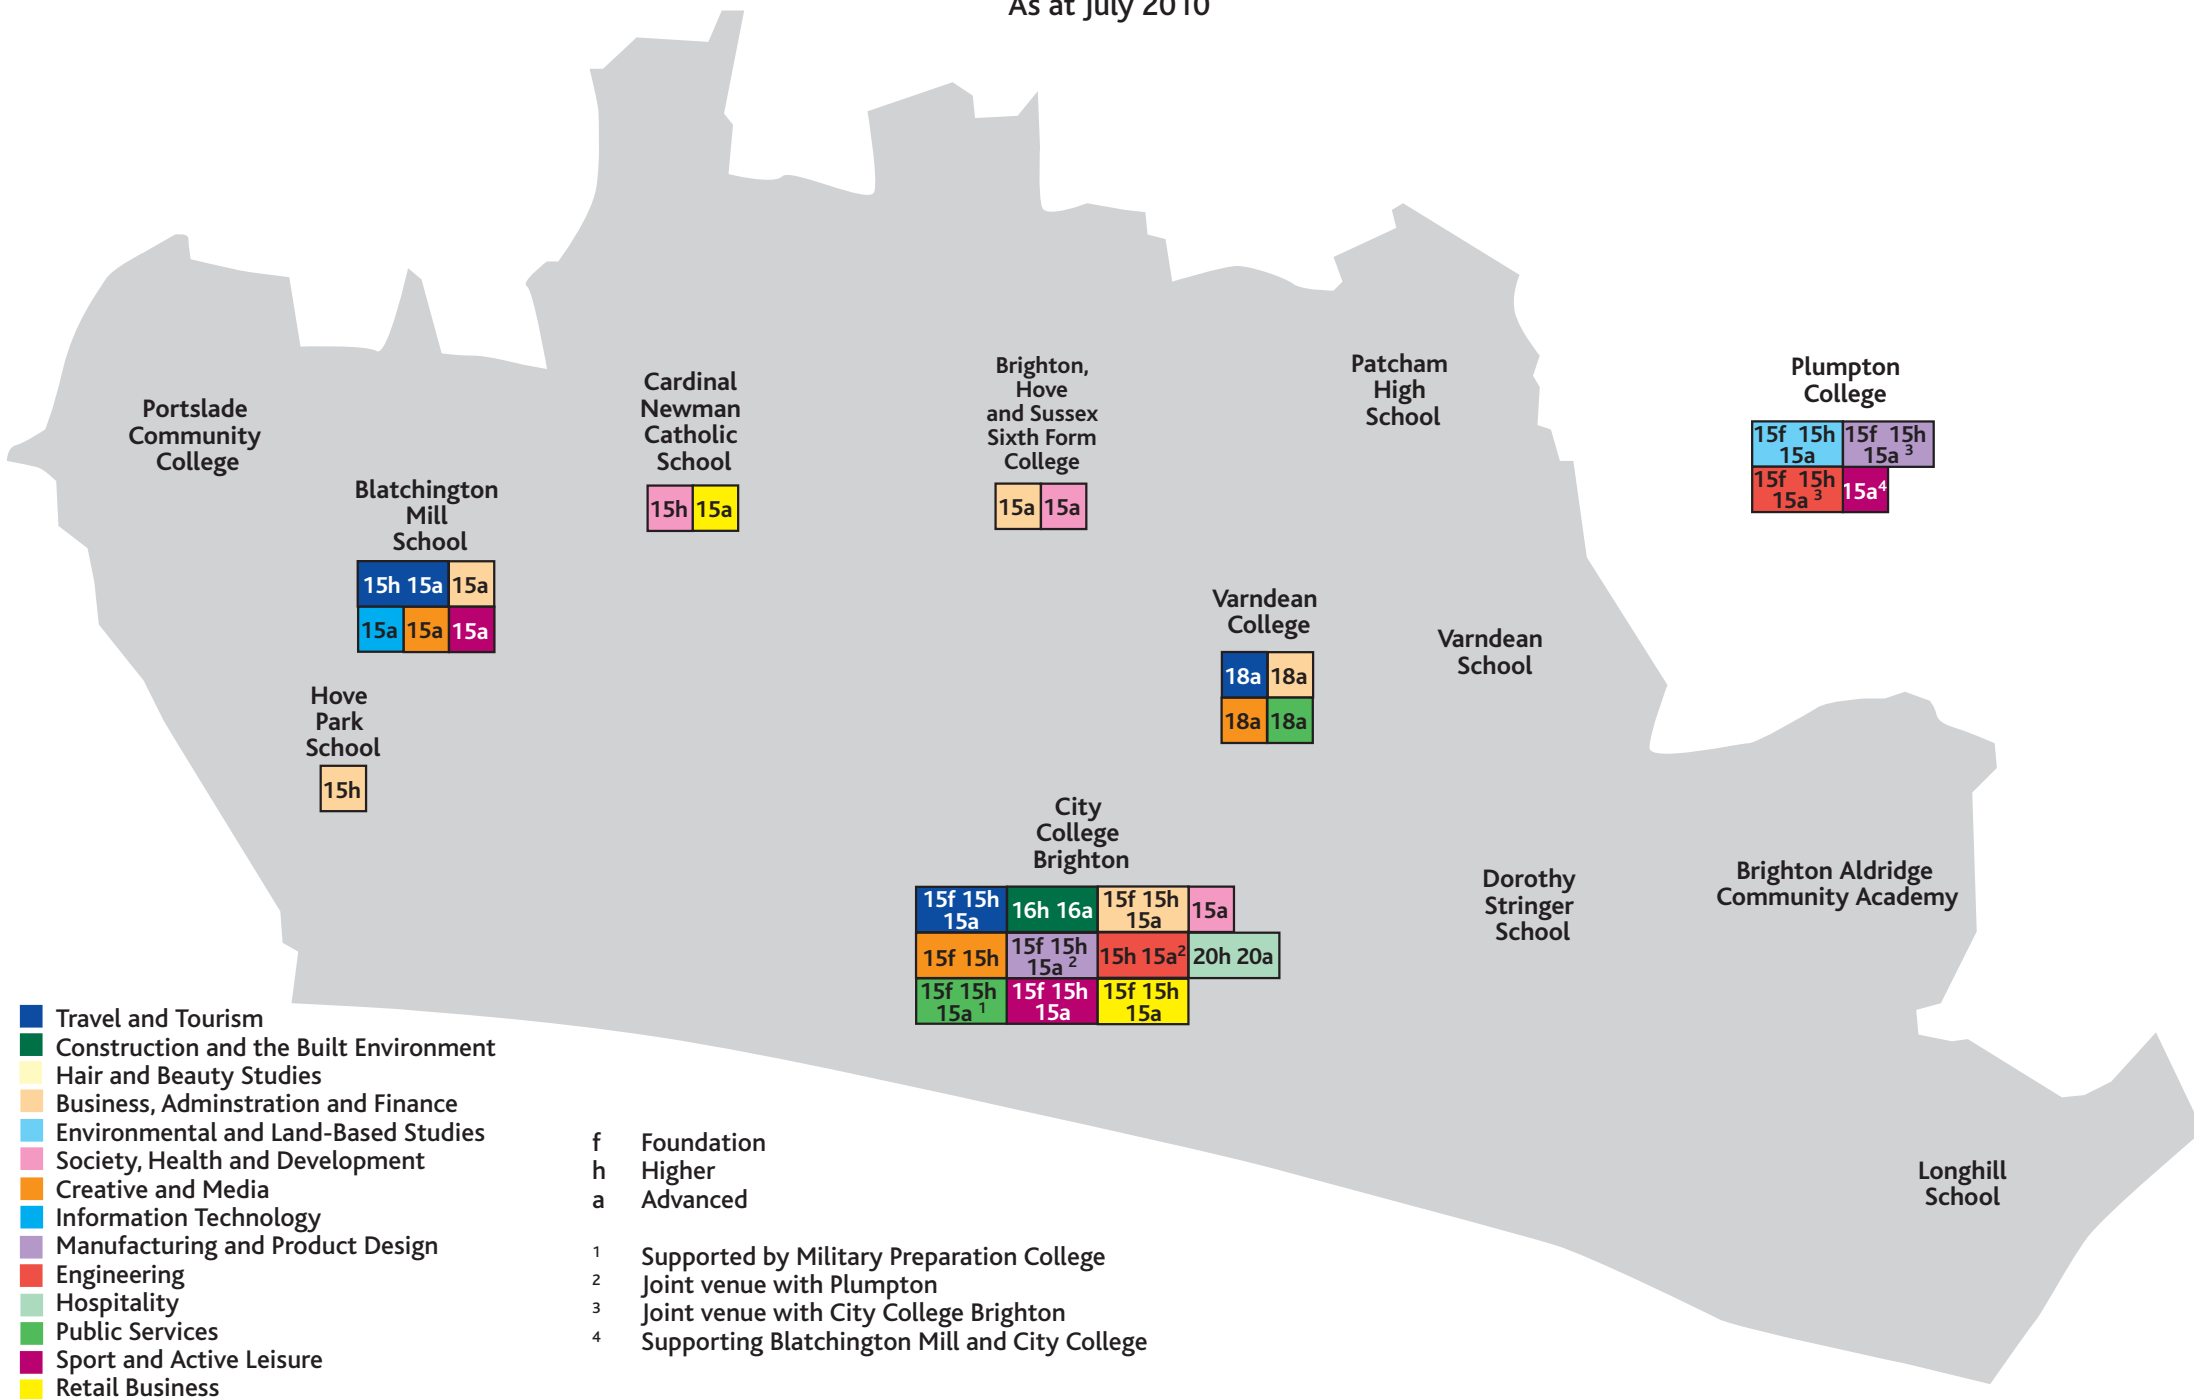 As at July 2010
Portslade
Community
College
Blatchington
Mill
School
15h 15a 15a
15a 15a 15a
Hove
Park
School
15h
Cardinal
Newman
Catholic
School
15h 15a
Brighton,
Hove
and Sussex
Sixth Form
College
15a 15a
Patcham
High
School
Plumpton
College
15f 15h 15f 15h
15a 15a 3
15f 15h
15a 3 15a4
Varndean
College
18a 18a
18a 18a
Varndean
School
City
College
Brighton
15f 15h
15a
16h 16a
15f 15h
15a
15a
15f 15h
15f 15h
15a 2
15h 15a2
20h 20a
15f 15h
15a 1
15f 15h
15a
15f 15h
15a
Dorothy
Stringer
School
Brighton Aldridge
Community Academy
Longhill
School
Travel and Tourism
Construction and the Built Environment
Hair and Beauty Studies
Business, Adminstration and Finance
Environmental and Land-Based Studies
Society, Health and Development
Creative and Media
Information Technology
Manufacturing and Product Design
Engineering
Hospitality
Public Services
Sport and Active Leisure
Retail Business
f Foundation
h Higher
a Advanced
1 Supported by Military Preparation College
2 Joint venue with Plumpton
3 Joint venue with City College Brighton
4 Supporting Blatchington Mill and City College